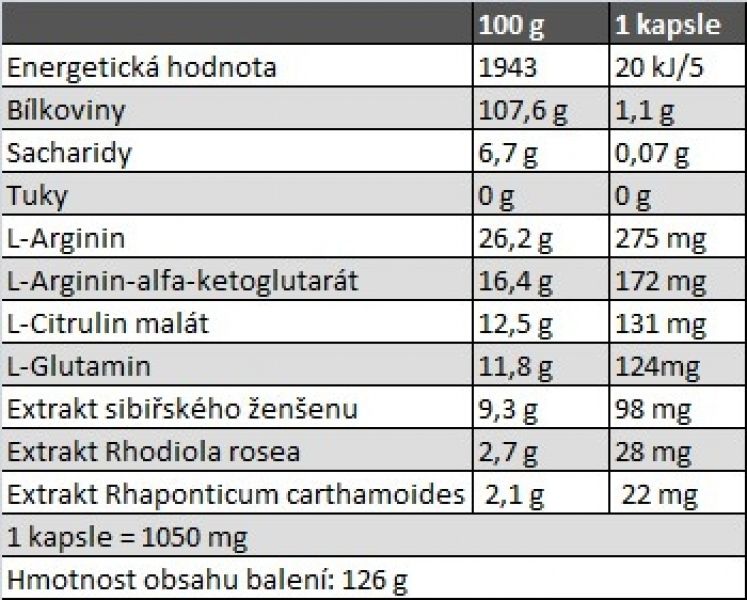 100 g 1 kapsle
Energetická hodnota 1943 20 kJ/5
Bílkoviny 107,6 g 1,1 g
Sacharidy 6,7 g 0,07 g
Tuky 0 g 0 g
L-Arginin 26,2 g 275 mg
L-Arginin-alfa-ketoglutarát 16,4 g 172 mg
L-Citrulin malát 12,5 g 131 mg
L-Glutamin 11,8 g 124mg
Extrakt sibiřského ženšenu 9,3 g 98 mg
Extrakt Rhodiola rosea 2,7 g 28 mg
Extrakt Rhaponticum carthamoides 2,1 g 22 mg
1 kapsle = 1050 mg
Hmotnost obsahu balení: 126 g